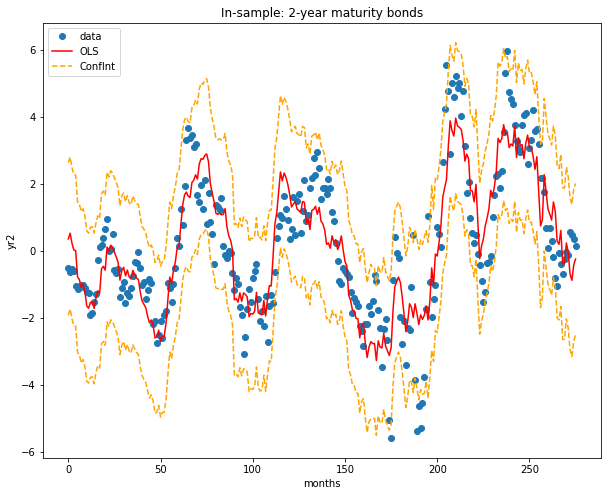 In-sample: 2-year maturity bonds
data
OLS
ConfInt
6
4
2
0
−2
−4
−6
yr2
0
50
100
150
200
250
months